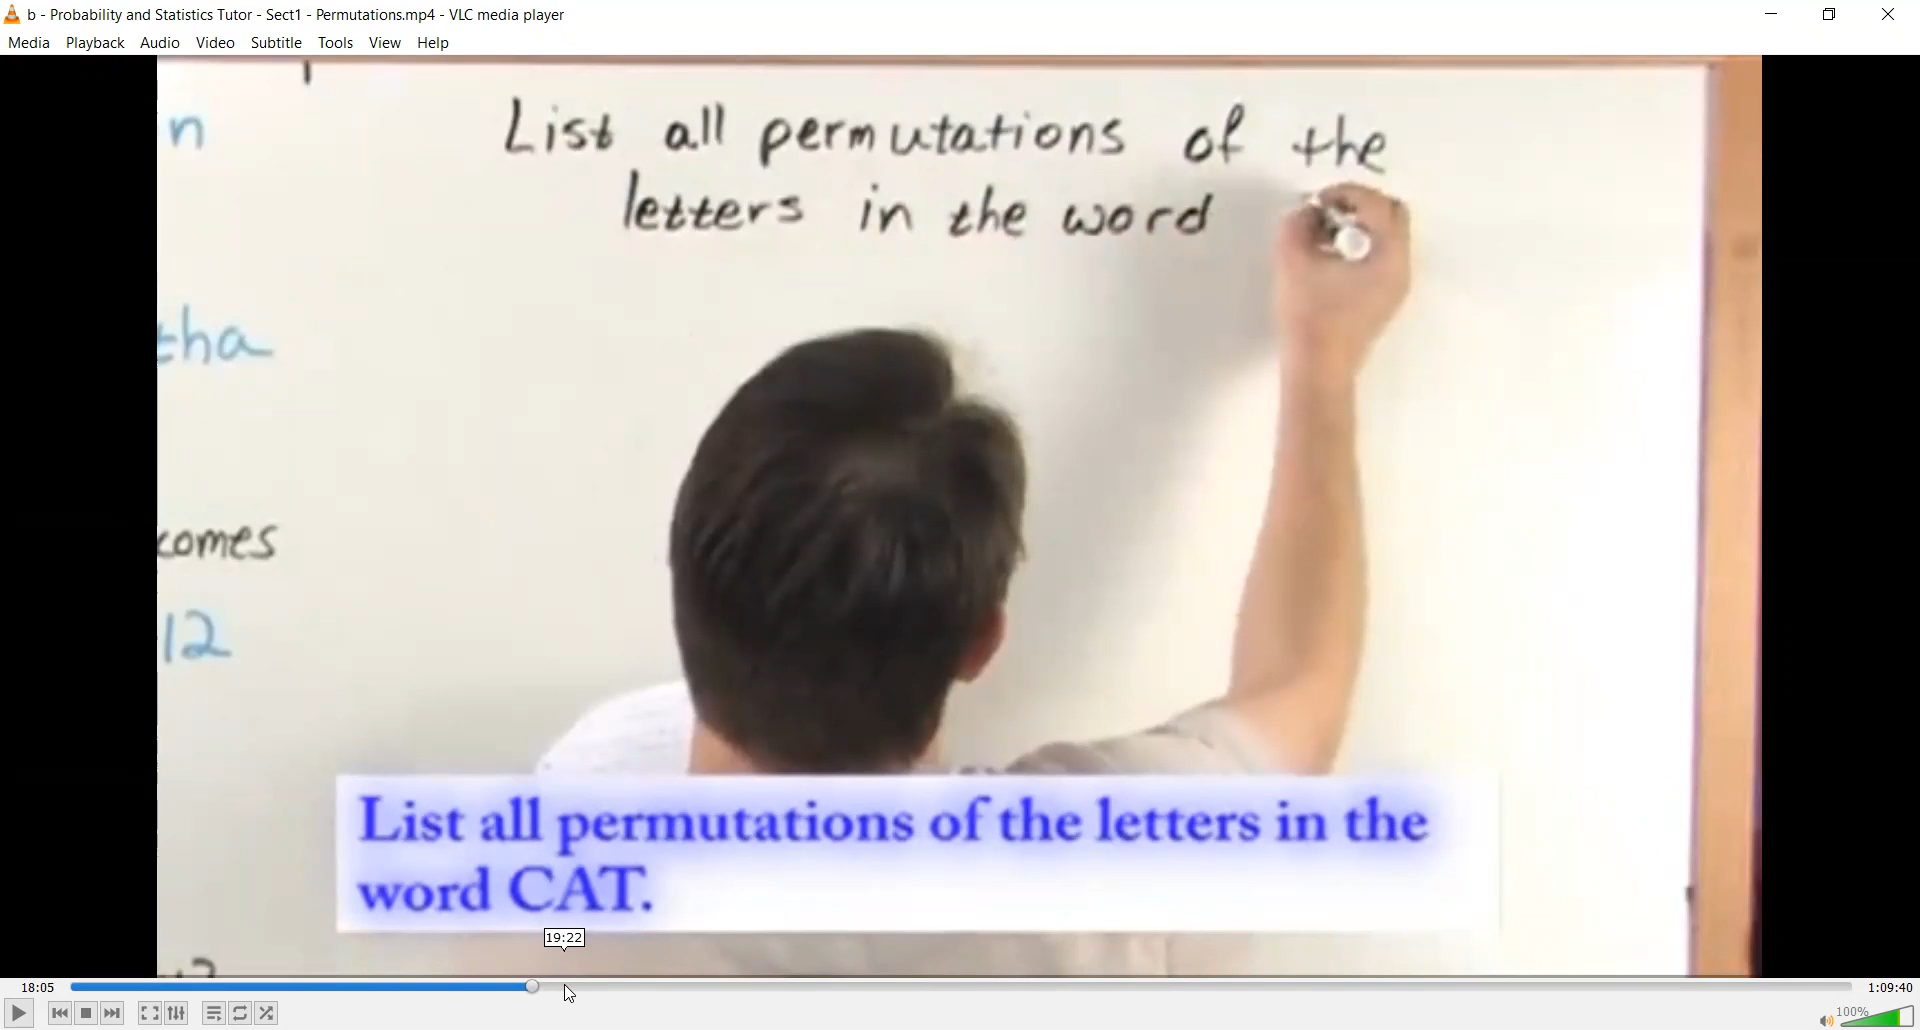 b - Probability and Statistics Tutor - Sect1 - Permutations.mp4 - VLC media player
Media Playback Audio Video Subtitle Tools View Help
n
List all permutations of the
letters in the word
tha
comes
12
List all permutations of the letters in the
word CAT.
19:22
18:05
1:09:40
100%